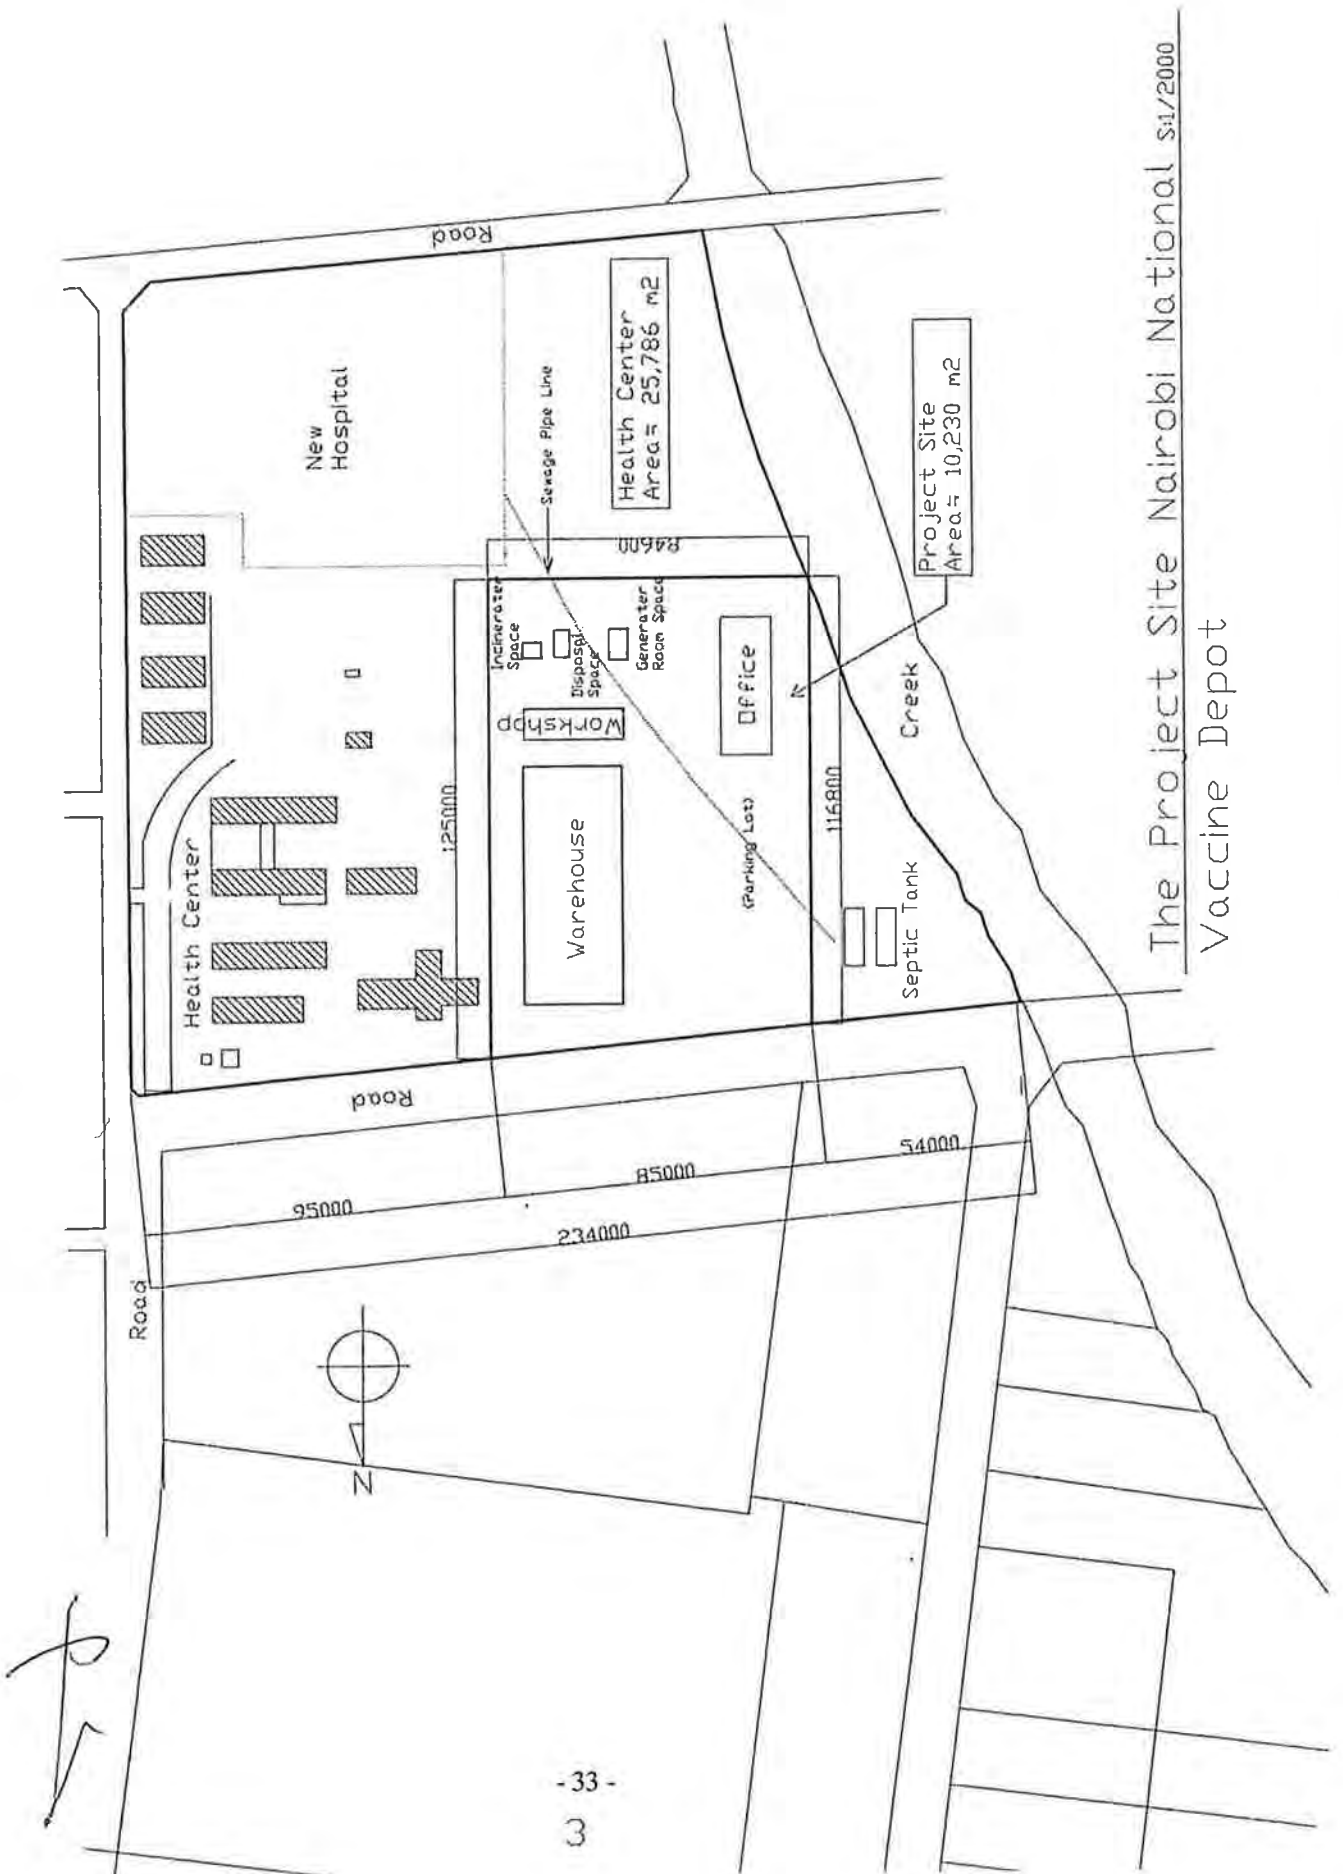 Road
New
Hospital
Health Center
Area= 25,786 m2
Sewage Pipe Line
84600
Incinerater
Space
Disposal
Space
Generater
Room Space
Workshop
Office
Warehouse
(Parking Lot)
125000
116800
Project Site
Area= 10,230 m2
Creek
Septic Tank
Health Center
Road
95000
85000
54000
234000
Road
N
The Project Site Nairobi National S:1/2000
Vaccine Depot
- 33 -
3